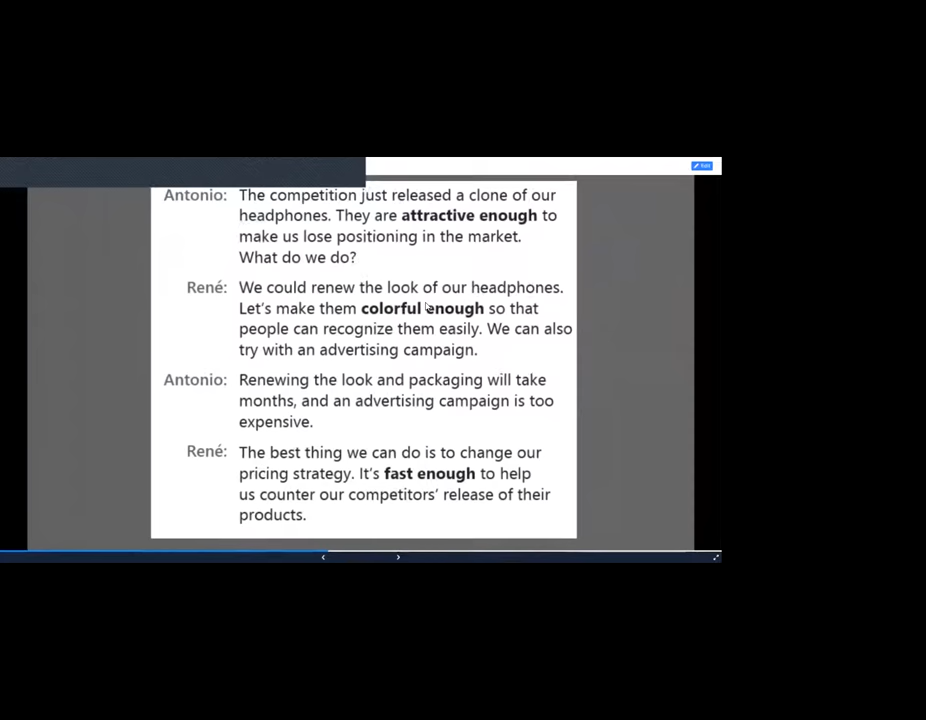 Edit
Antonio: The competition just released a clone of our
headphones. They are attractive enough to
make us lose positioning in the market.
What do we do?
René: We could renew the look of our headphones.
Let's make them colorful enough so that
people can recognize them easily. We can also
try with an advertising campaign.
Antonio: Renewing the look and packaging will take
months, and an advertising campaign is too
expensive.
René: The best thing we can do is to change our
pricing strategy. It's fast enough to help
us counter our competitors' release of their
products.